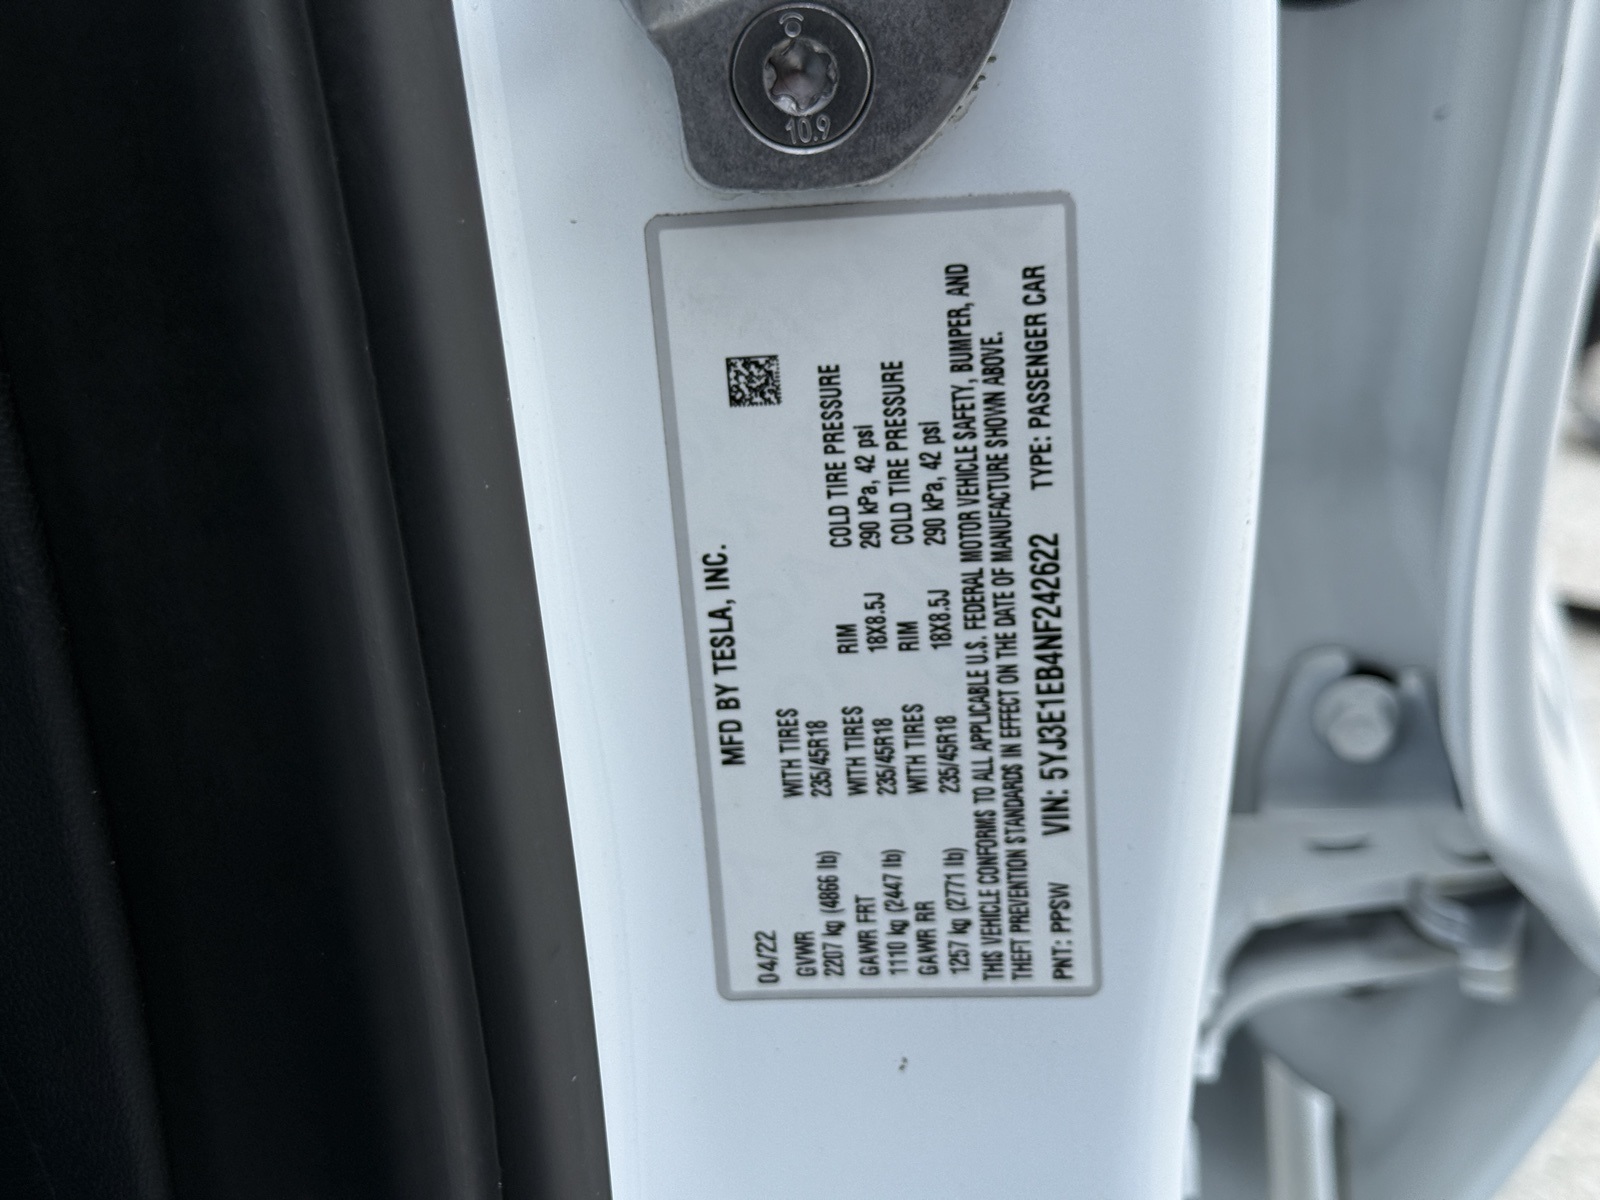 10.9
MFD BY TESLA, INC.
04/22
GVWR WITH TIRES
2207 kg (4866 lb) 235/45R18
GAWR FRT WITH TIRES RIM COLD TIRE PRESSURE
1110 kg (2447 lb) 235/45R18 18X8.5J 290 kPa, 42 psi
GAWR RR WITH TIRES RIM COLD TIRE PRESSURE
1257 kg (2771 lb) 235/45R18 18X8.5J 290 kPa, 42 psi
THIS VEHICLE CONFORMS TO ALL APPLICABLE U.S. FEDERAL MOTOR VEHICLE SAFETY, BUMPER, AND
THEFT PREVENTION STANDARDS IN EFFECT ON THE DATE OF MANUFACTURE SHOWN ABOVE.
PNT: PPSW VIN: 5YJ3E1EB4NF242622 TYPE: PASSENGER CAR